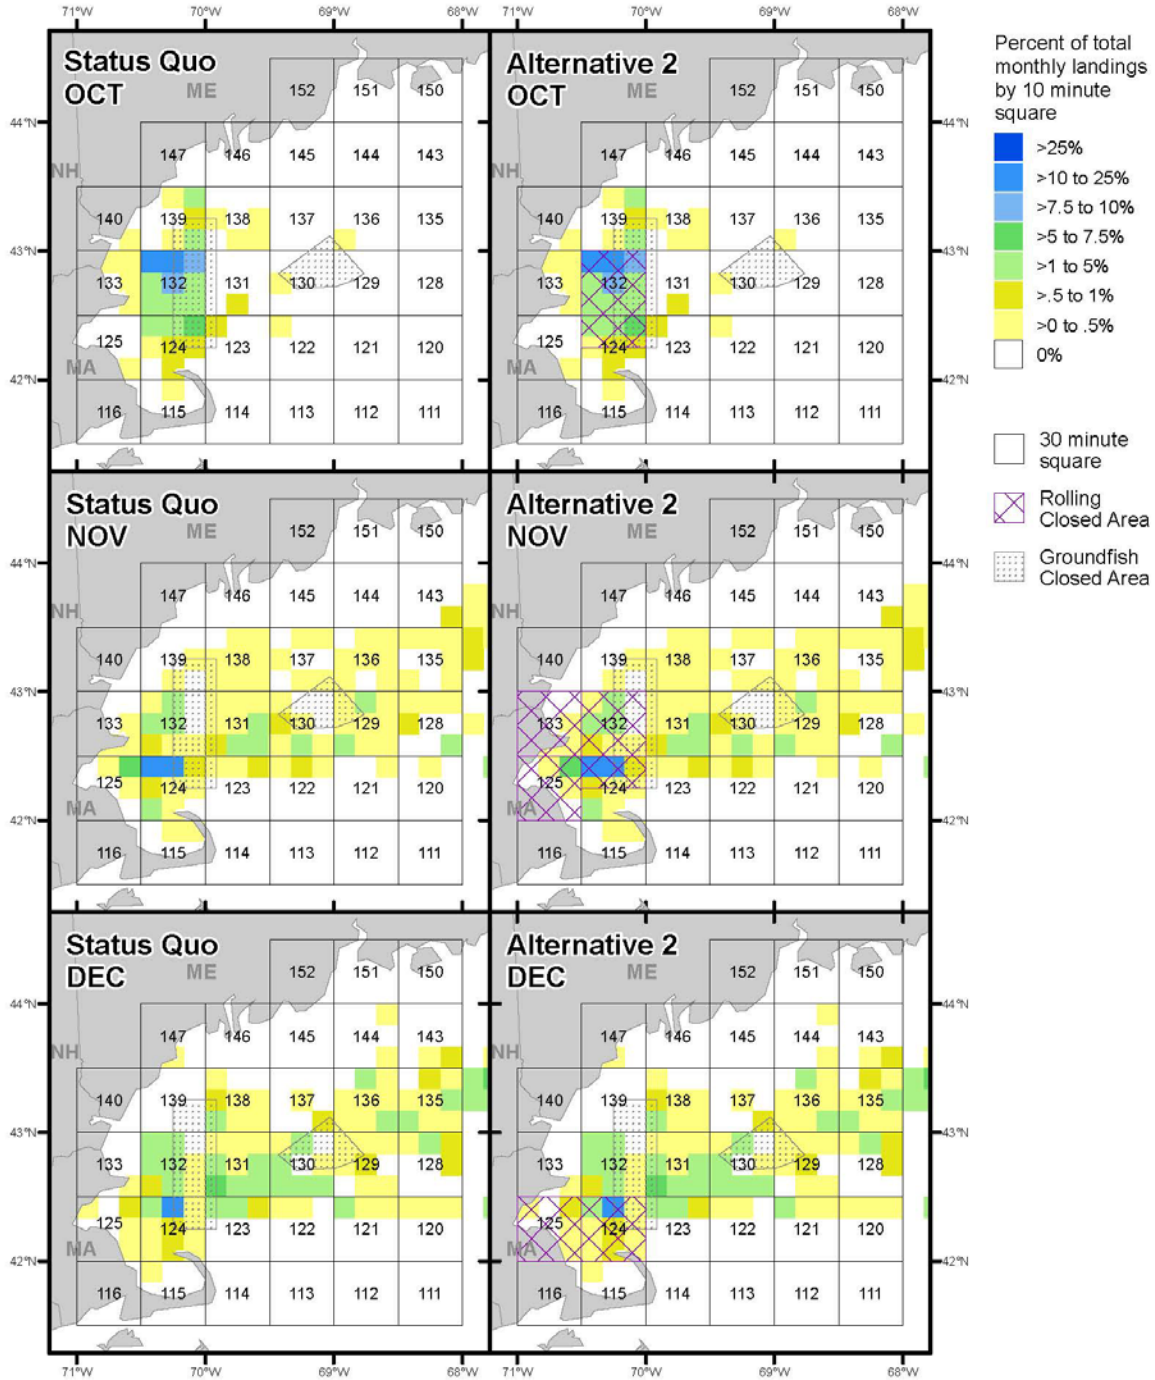 71°W 70°W 69°W 68°W 71°W 70°W 69°W 68°W
Status Quo
OCT
ME
152 151 150
44°N
147 146 145 144 143
NH
140 139 138 137 136 135
43°N
133 132 131 130 129 128
125 124 123 122 121 120
MA
42°N
116 115 114 113 112 111
Alternative 2
OCT
ME
152 151 150
44°N
147 146 145 144 143
NH
140 139 138 137 136 135
43°N
133 132 131 130 129 128
125 124 123 122 121 120
MA
42°N
116 115 114 113 112 111
Percent of total
monthly landings
by 10 minute
square
>25%
>10 to 25%
>7.5 to 10%
>5 to 7.5%
>1 to 5%
>.5 to 1%
>0 to .5%
0%
30 minute
square
Rolling
Closed Area
Groundfish
Closed Area
Status Quo
NOV
ME
152 151 150
44°N
147 146 145 144 143
NH
140 139 138 137 136 135
43°N
133 132 131 130 129 128
125 124 123 122 121 120
MA
42°N
116 115 114 113 112 111
Alternative 2
NOV
ME
152 151 150
44°N
147 146 145 144 143
NH
140 139 138 137 136 135
43°N
133 132 131 130 129 128
125 124 123 122 121 120
MA
42°N
116 115 114 113 112 111
Status Quo
DEC
ME
152 151 150
44°N
147 146 145 144 143
NH
140 139 138 137 136 135
43°N
133 132 131 130 129 128
125 124 123 122 121 120
MA
42°N
116 115 114 113 112 111
Alternative 2
DEC
ME
152 151 150
44°N
147 146 145 144 143
NH
140 139 138 137 136 135
43°N
133 132 131 130 129 128
125 124 123 122 121 120
MA
42°N
116 115 114 113 112 111
71°W 70°W 69°W 68°W 71°W 70°W 69°W 68°W